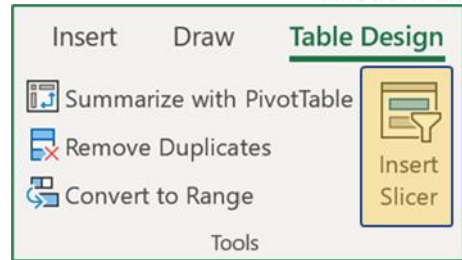 Insert Draw Table Design
Summarize with PivotTable
Remove Duplicates
Convert to Range
Insert
Slicer
Tools